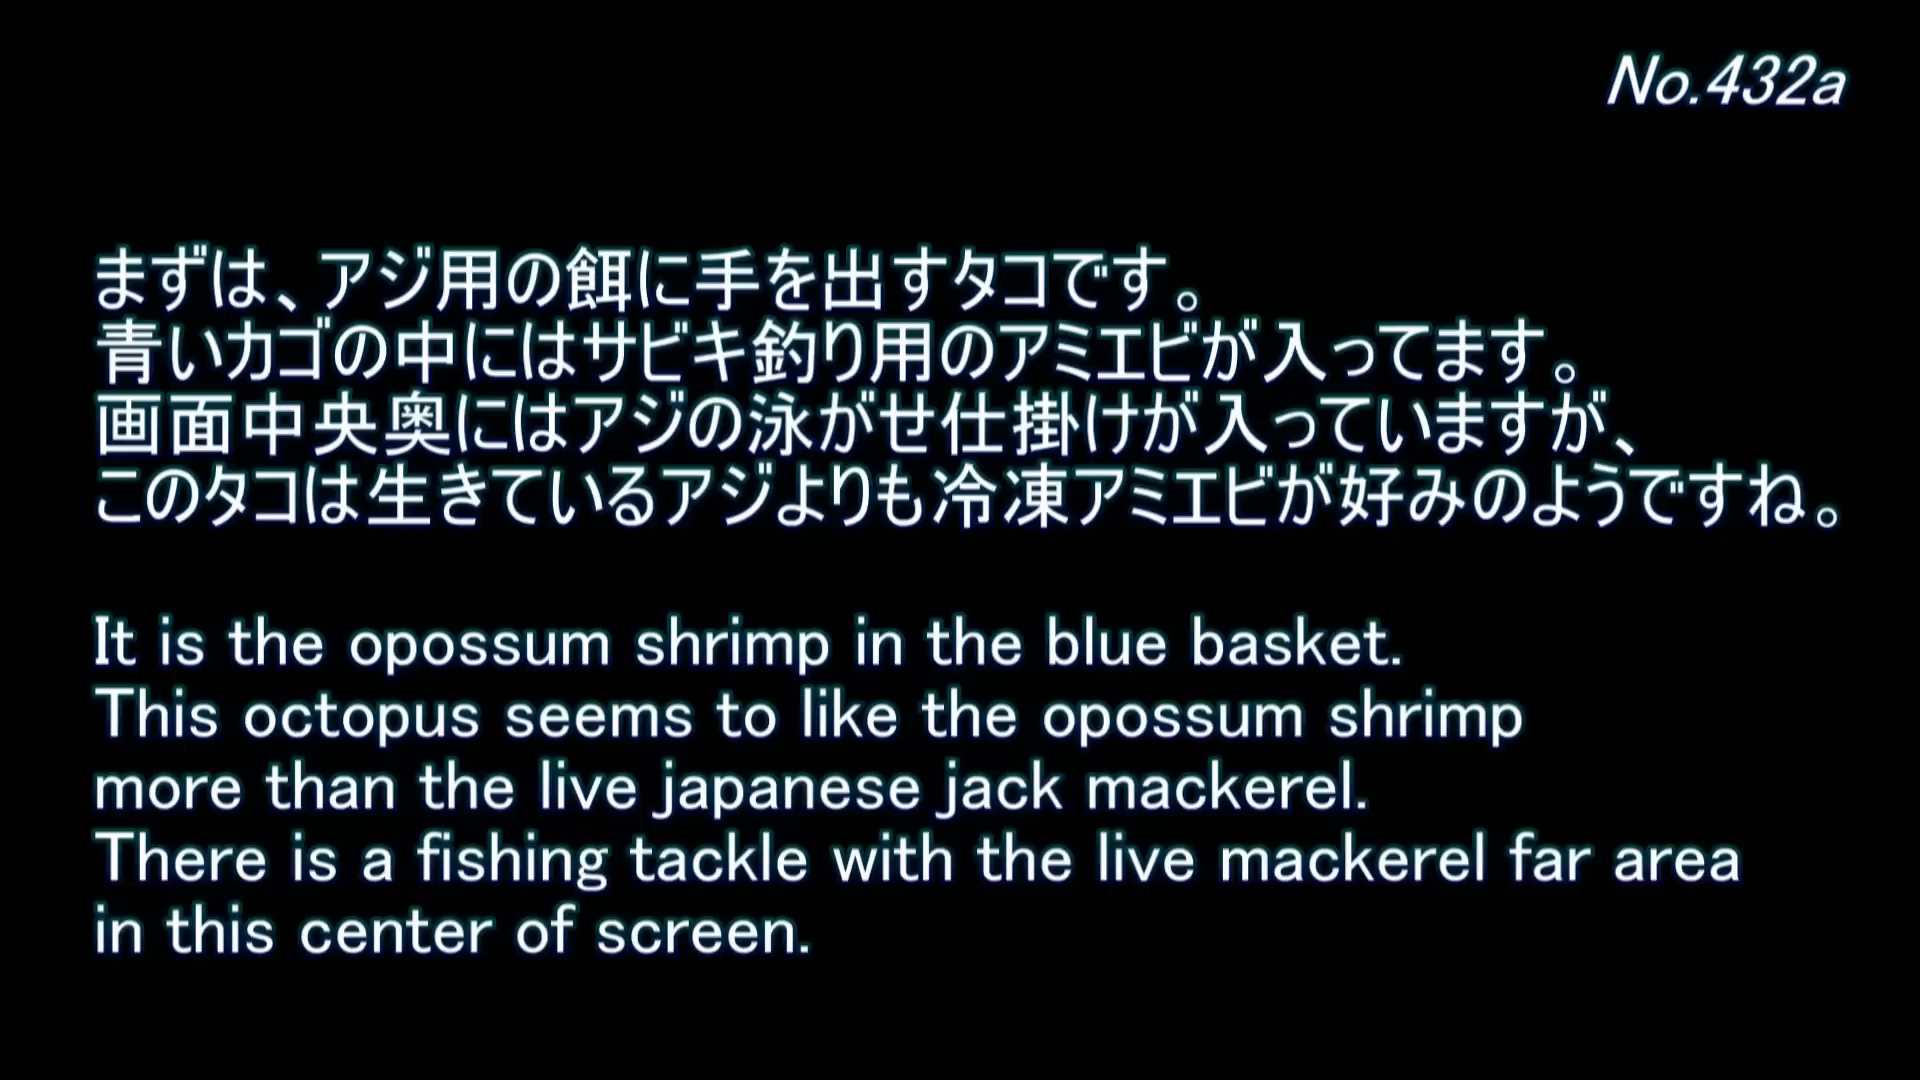 No.432a
まずは、アジ用の餌に手を出すタコです。
青いカゴの中にはサビキ釣り用のアミエビが入ってます。
画面中央奥にはアジの泳がせ仕掛けが入っていますが、
このタコは生きているアジよりも冷凍アミエビが好みのようですね。
It is the opossum shrimp in the blue basket.
This octopus seems to like the opossum shrimp
more than the live japanese jack mackerel.
There is a fishing tackle with the live mackerel far area
in this center of screen.